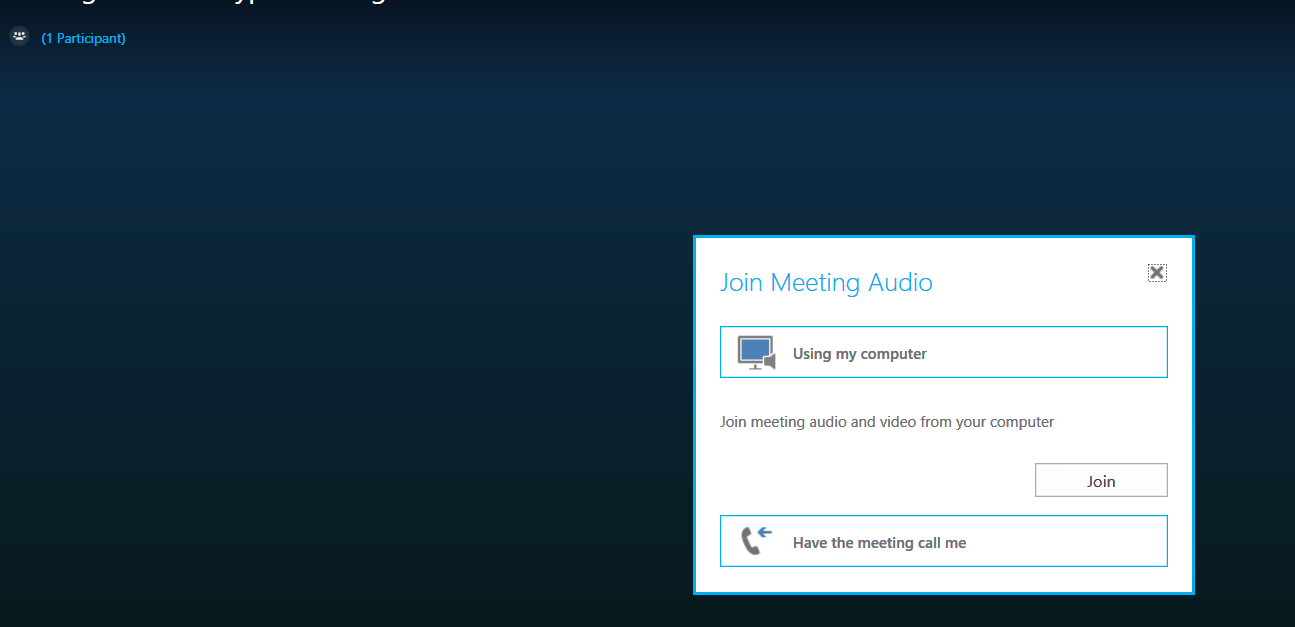 (1 Participant)
Join Meeting Audio
Using my computer
Join meeting audio and video from your computer
Join
Have the meeting call me